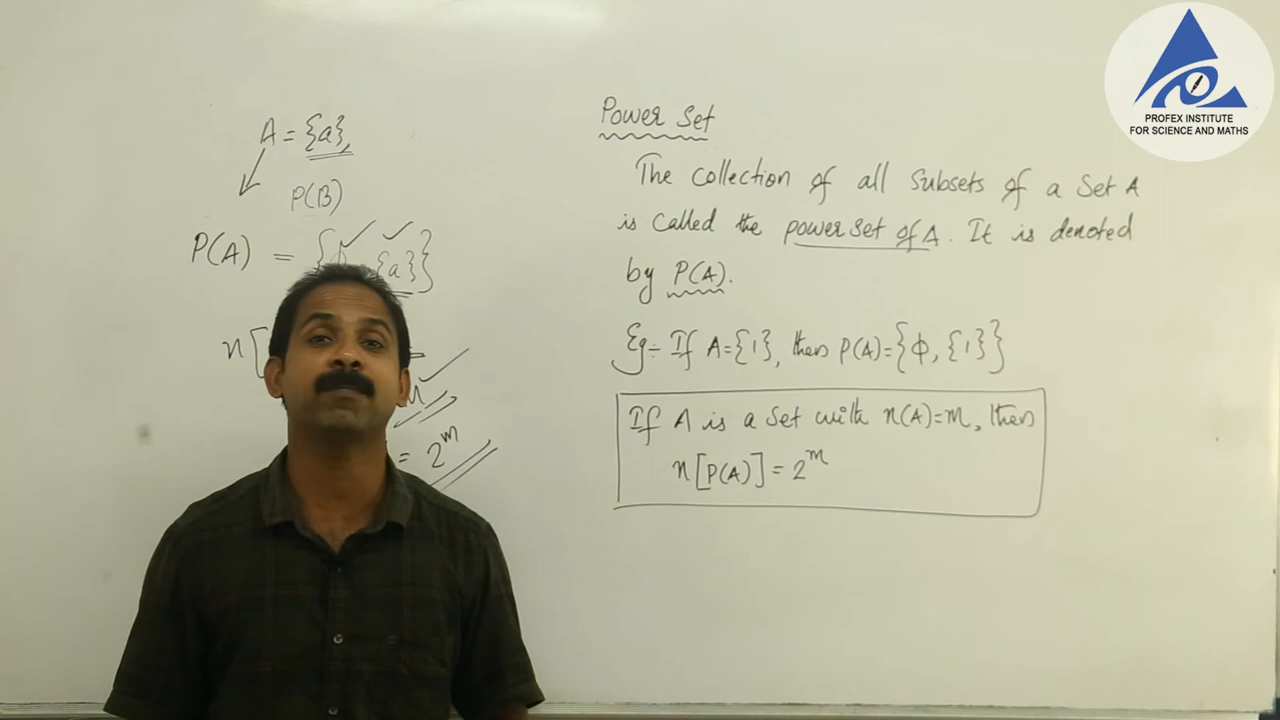 A = {a},
P(B)
P(A) = { {a}}
n[
= 2^m
Power Set
The collection of all subsets of a set A
is called the power set of A. It is denoted
by P(A).
Eg:- If A={1}, then P(A)={ϕ, {1}}
If A is a set with n(A)=m, then
n[P(A)] = 2^m
PROFEX INSTITUTE
FOR SCIENCE AND MATHS